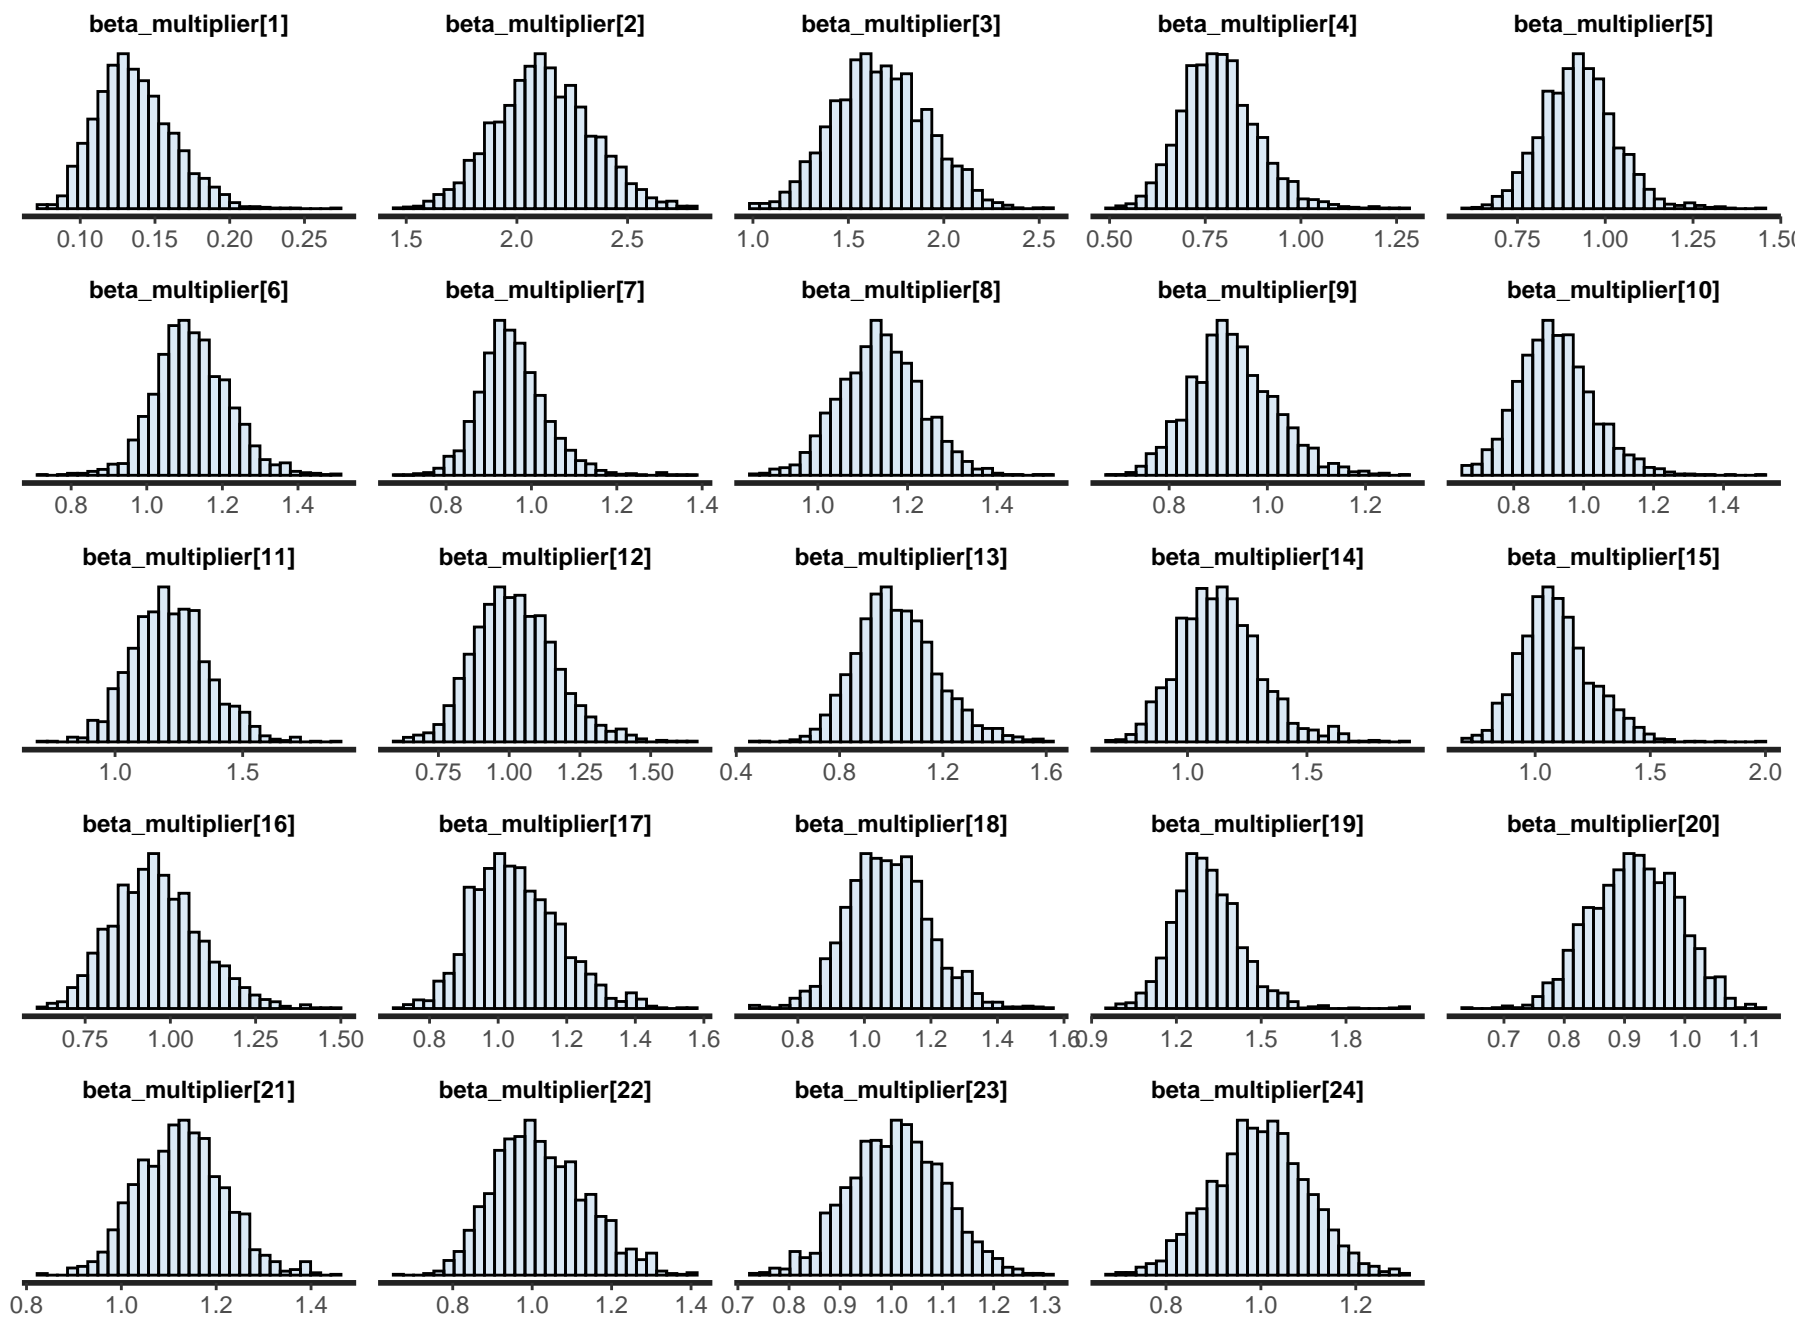 beta_multiplier[1] beta_multiplier[2] beta_multiplier[3] beta_multiplier[4] beta_multiplier[5]
0.10 0.15 0.20 0.25 1.5 2.0 2.5 1.0 1.5 2.0 2.5 0.50 0.75 1.00 1.25 0.75 1.00 1.25 1.50
beta_multiplier[6] beta_multiplier[7] beta_multiplier[8] beta_multiplier[9] beta_multiplier[10]
0.8 1.0 1.2 1.4 0.8 1.0 1.2 1.4 1.0 1.2 1.4 0.8 1.0 1.2 0.8 1.0 1.2 1.4
beta_multiplier[11] beta_multiplier[12] beta_multiplier[13] beta_multiplier[14] beta_multiplier[15]
1.0 1.5 0.75 1.00 1.25 1.50 0.4 0.8 1.2 1.6 1.0 1.5 1.0 1.5 2.0
beta_multiplier[16] beta_multiplier[17] beta_multiplier[18] beta_multiplier[19] beta_multiplier[20]
0.75 1.00 1.25 1.50 0.8 1.0 1.2 1.4 1.6 0.8 1.0 1.2 1.4 1.6 0.9 1.2 1.5 1.8 0.7 0.8 0.9 1.0 1.1
beta_multiplier[21] beta_multiplier[22] beta_multiplier[23] beta_multiplier[24]
0.8 1.0 1.2 1.4 0.8 1.0 1.2 1.4 0.7 0.8 0.9 1.0 1.1 1.2 1.3 0.8 1.0 1.2